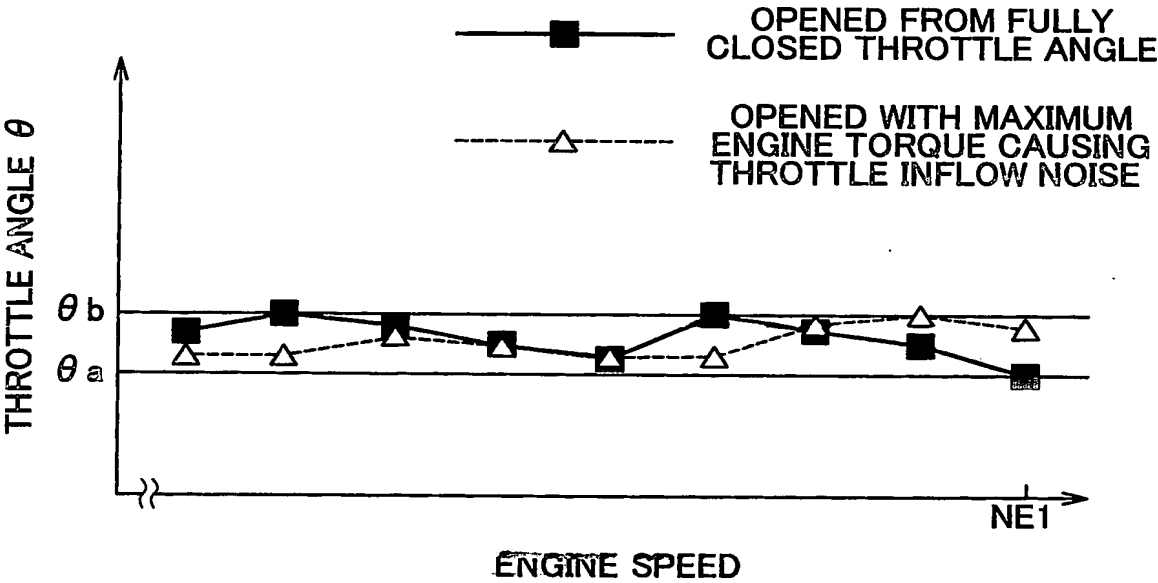 OPENED FROM FULLY
CLOSED THROTTLE ANGLE
OPENED WITH MAXIMUM
ENGINE TORQUE CAUSING
THROTTLE INFLOW NOISE
THROTTLE ANGLE θ
θb
θa
NE1
ENGINE SPEED